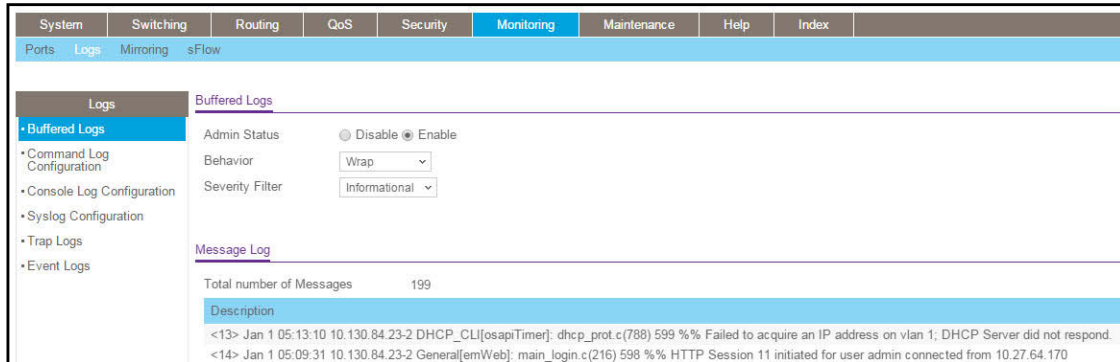 System Switching Routing QoS Security Monitoring Maintenance Help Index
Ports Logs Mirroring sFlow
Logs
• Buffered Logs
• Command Log
Configuration
• Console Log Configuration
• Syslog Configuration
• Trap Logs
• Event Logs
Buffered Logs
Admin Status Disable Enable
Behavior Wrap
Severity Filter Informational
Message Log
Total number of Messages 199
Description
<13> Jan 1 05:13:10 10.130.84.23-2 DHCP_CLI[osapiTimer]: dhcp_prot.c(788) 599 %% Failed to acquire an IP address on vlan 1; DHCP Server did not respond.
<14> Jan 1 05:09:31 10.130.84.23-2 General[emWeb]: main_login.c(216) 598 %% HTTP Session 11 initiated for user admin connected from 10.27.64.170